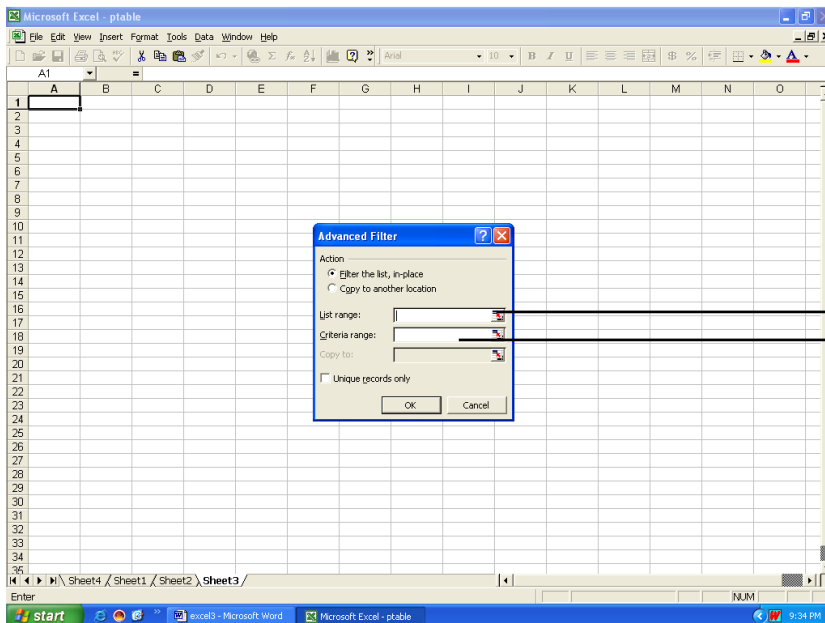 Microsoft Excel - ptable
File Edit View Insert Format Tools Data Window Help
Arial 10 B I U $ %
A1 =
A B C D E F G H I J K L M N O
1
2
3
4
5
6
7
8
9
10
11
12
13
14
15
16
17
18
19
20
21
22
23
24
25
26
27
28
29
30
31
32
33
34
35
Advanced Filter
Action
Filter the list, in-place
Copy to another location
List range:
Criteria range:
Copy to:
Unique records only
OK Cancel
Sheet4 Sheet1 Sheet2 Sheet3
Enter NUM
start excel3 - Microsoft Word Microsoft Excel - ptable 9:34 PM